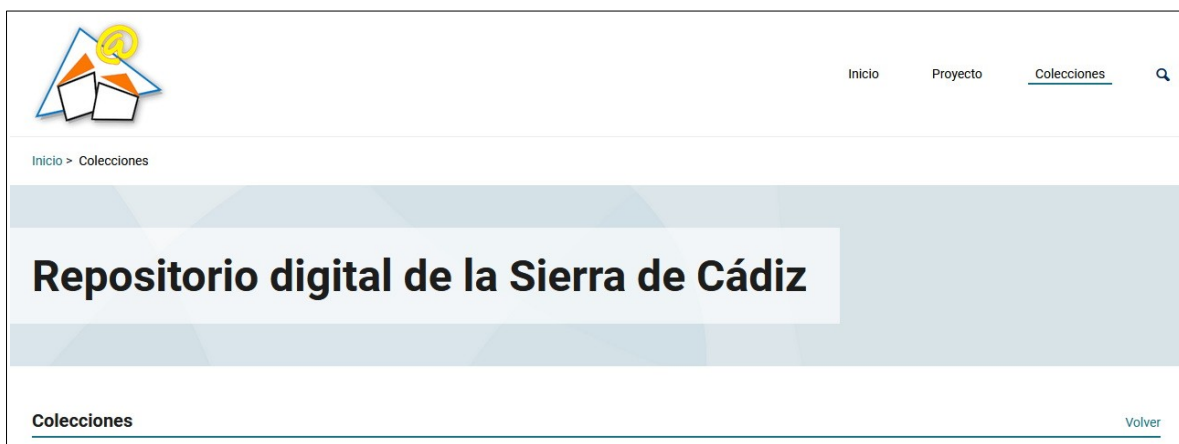 @
Inicio Proyecto Colecciones
Inicio > Colecciones
Repositorio digital de la Sierra de Cádiz
Colecciones Volver